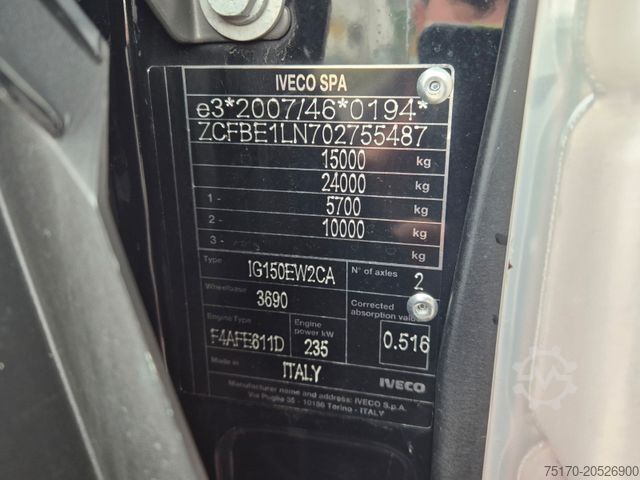 IVECO SPA
e3*2007/46*0194*
ZCFBE1LN702755487
15000 kg
24000 kg
1 - 5700 kg
2 - 10000 kg
3 - kg
Type IG150EW2CA N° of axles 2
Wheelbase 3690 Corrected absorption value 0.516
Engine Type F4AFE611D Engine power kW 235
ITALY IVECO
Manufacturer name and address: IVECO S.p.A.
Via Puglia 35 - 10156 Torino - ITALY
75170-20526900